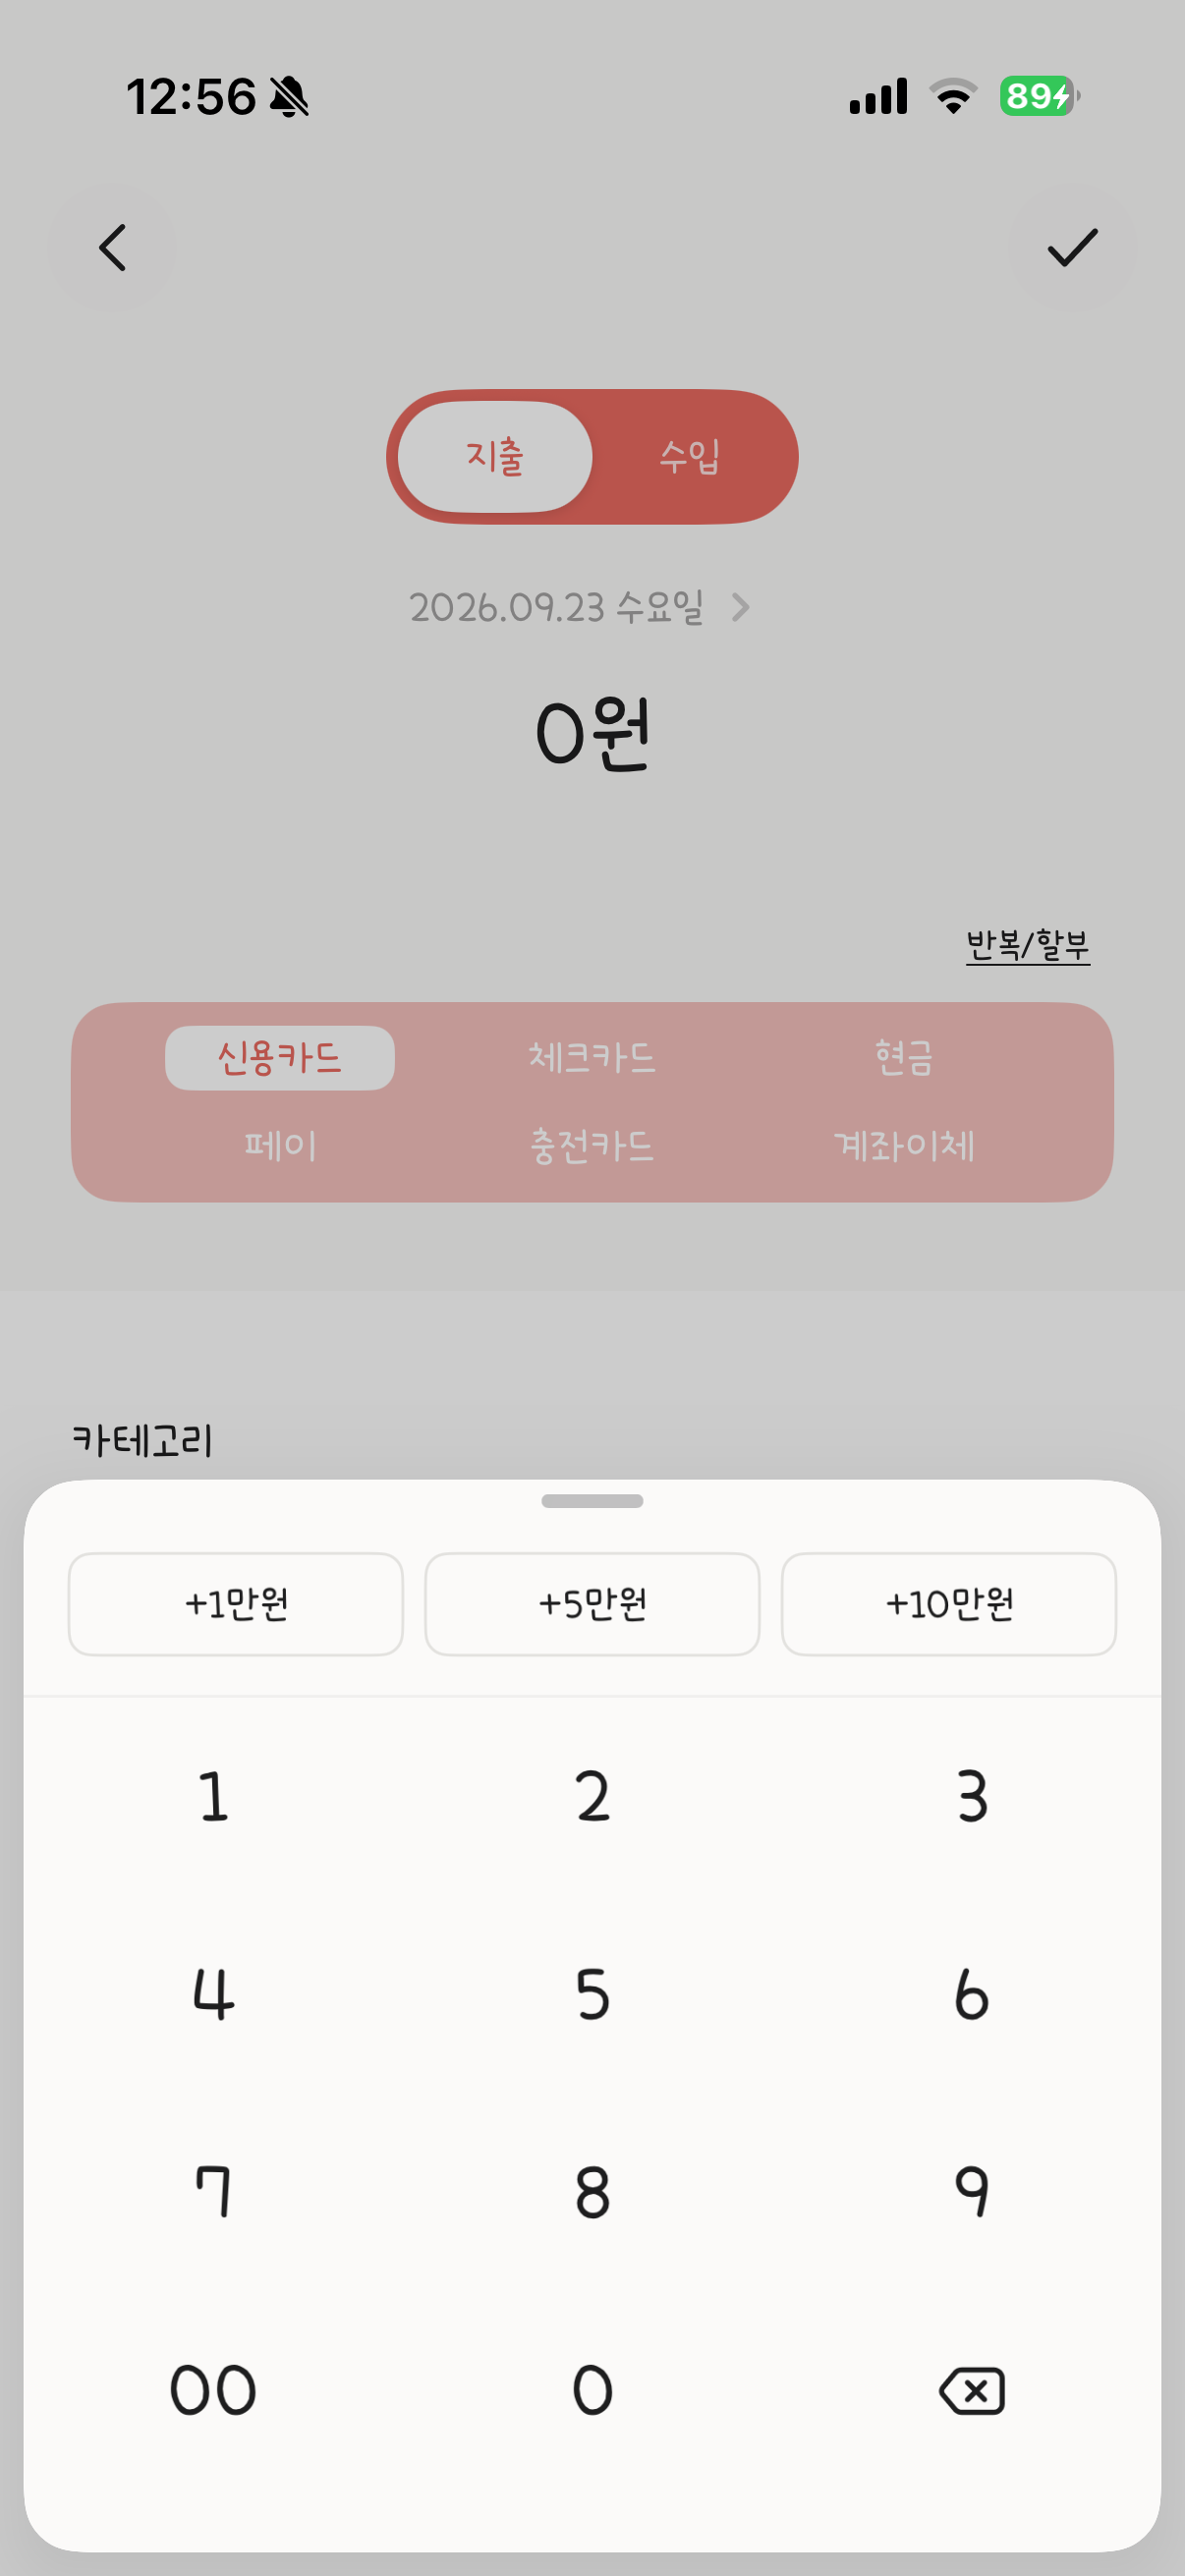 12:56
89
지출 수입
2026.09.23 수요일
0원
반복/할부
신용카드 체크카드 현금
페이 충전카드 계좌이체
카테고리
+1만원 +5만원 +10만원
1 2 3
4 5 6
7 8 9
00 0